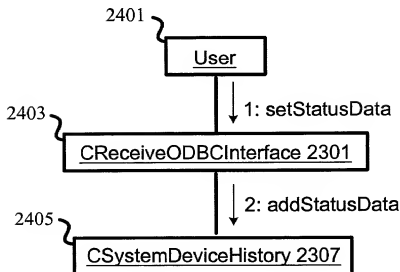 2401
User
1: setStatusData
2403
CReceiveODBCInterface 2301
2: addStatusData
2405
CSystemDeviceHistory 2307